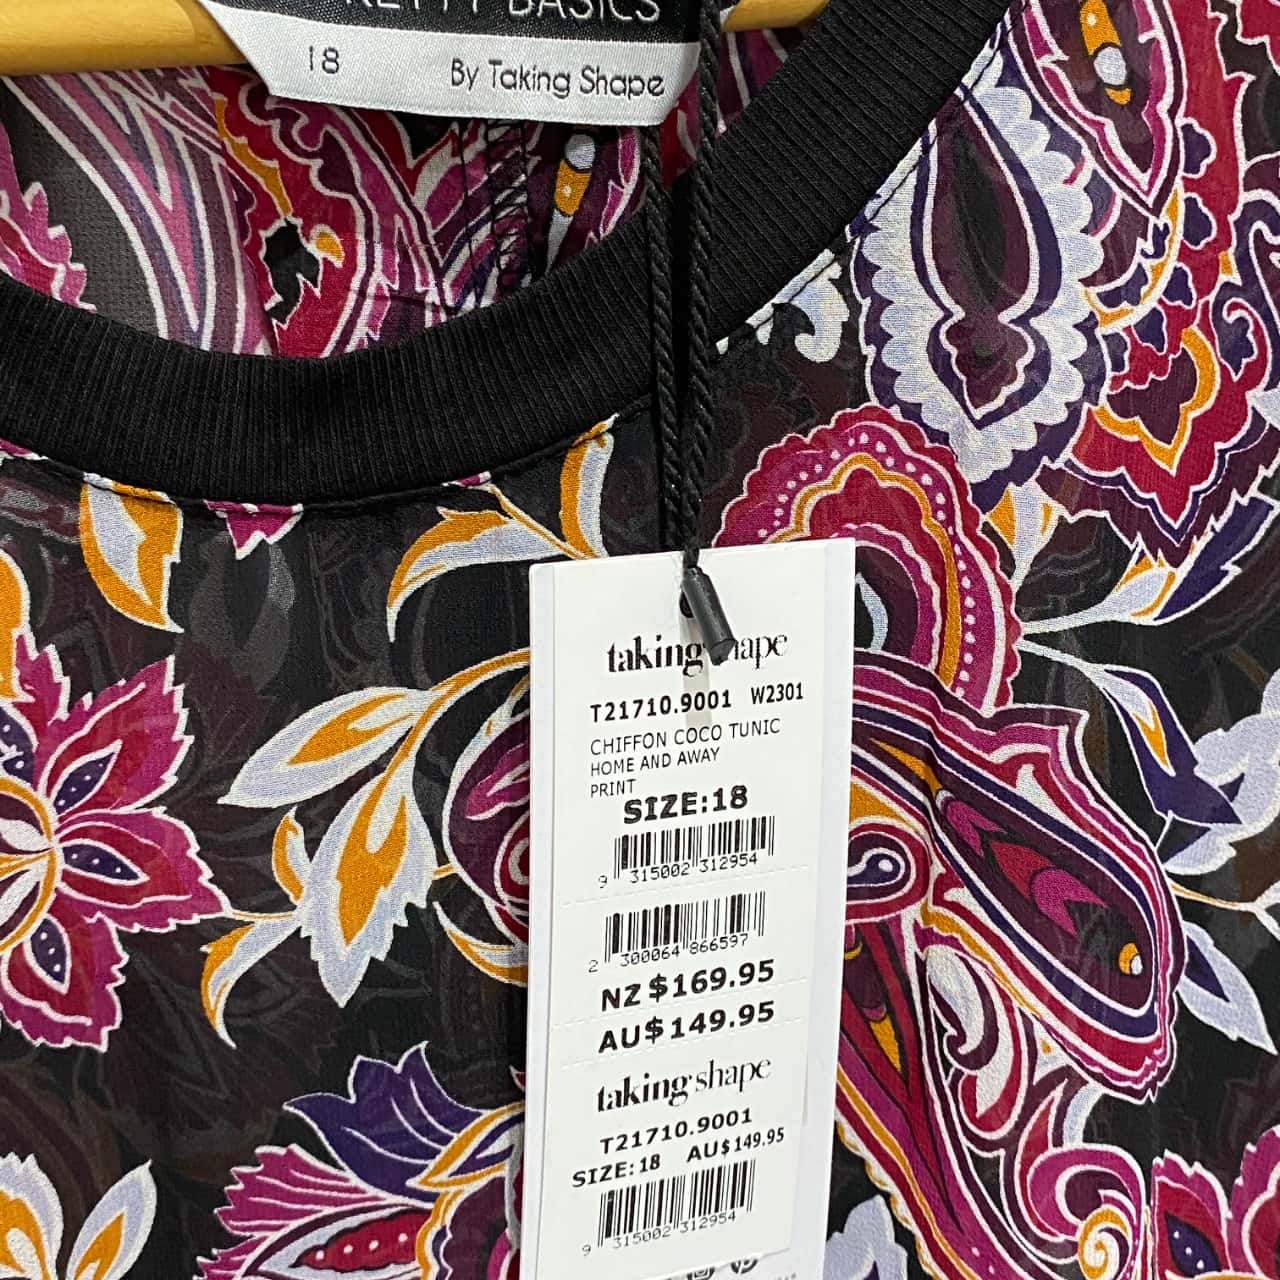 BASICS
18 By Taking Shape
taking
T21710.9001 W2301
CHIFFON COCO TUNIC
HOME AND AWAY
PRINT
SIZE:18
9 315002 312954
2 300064 866597
NZ $169.95
AU$149.95
taking shape
T21710.9001
SIZE:18 AU$149.95
9 315002 312954